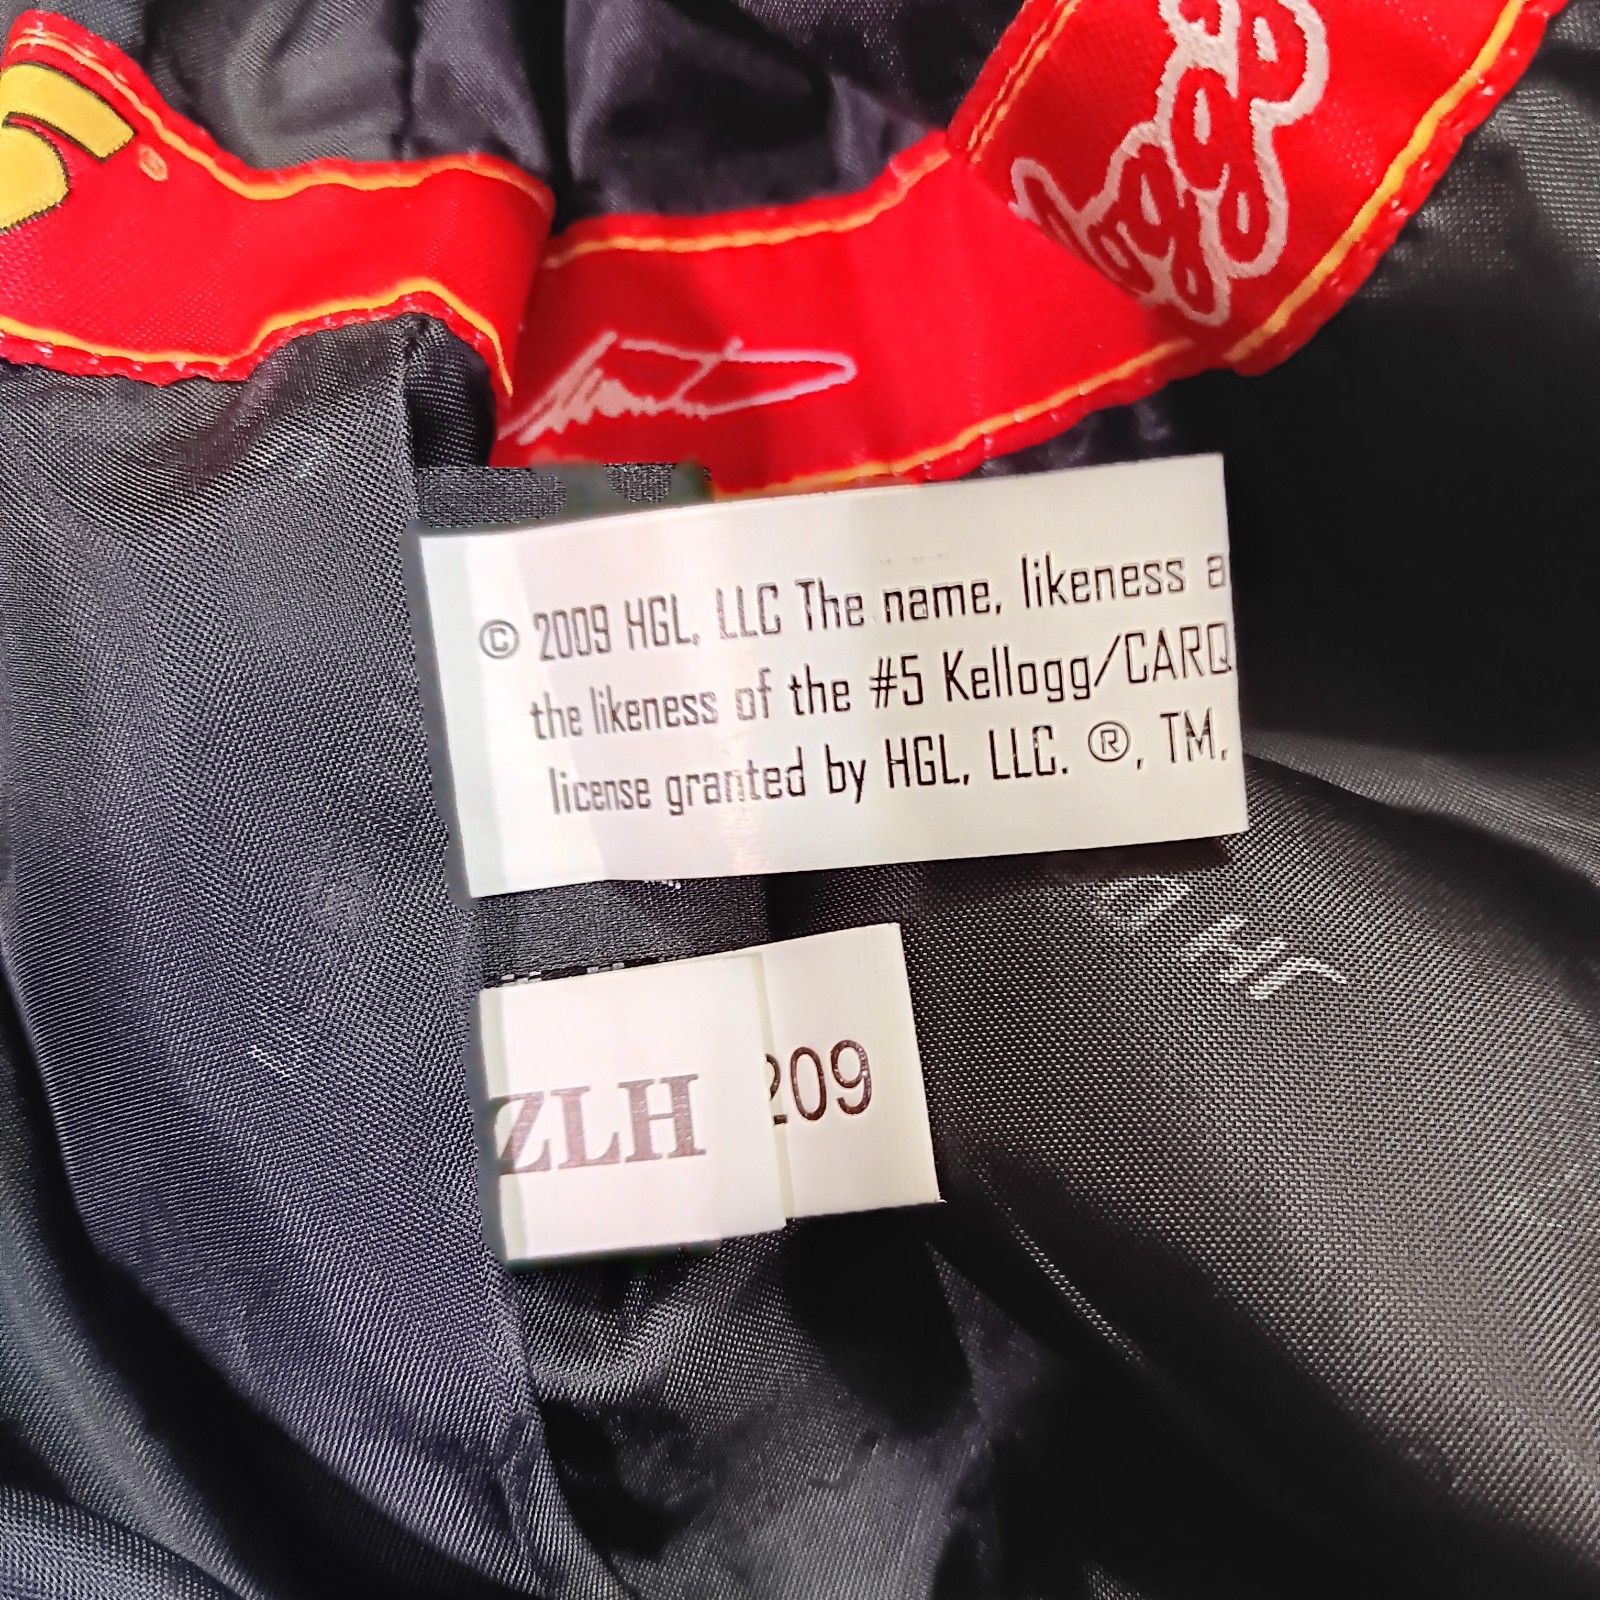 © 2009 HGL, LLC The name, likeness a
the likeness of the #5 Kellogg/CARQ
license granted by HGL, LLC. ®, TM,
ZLH 209